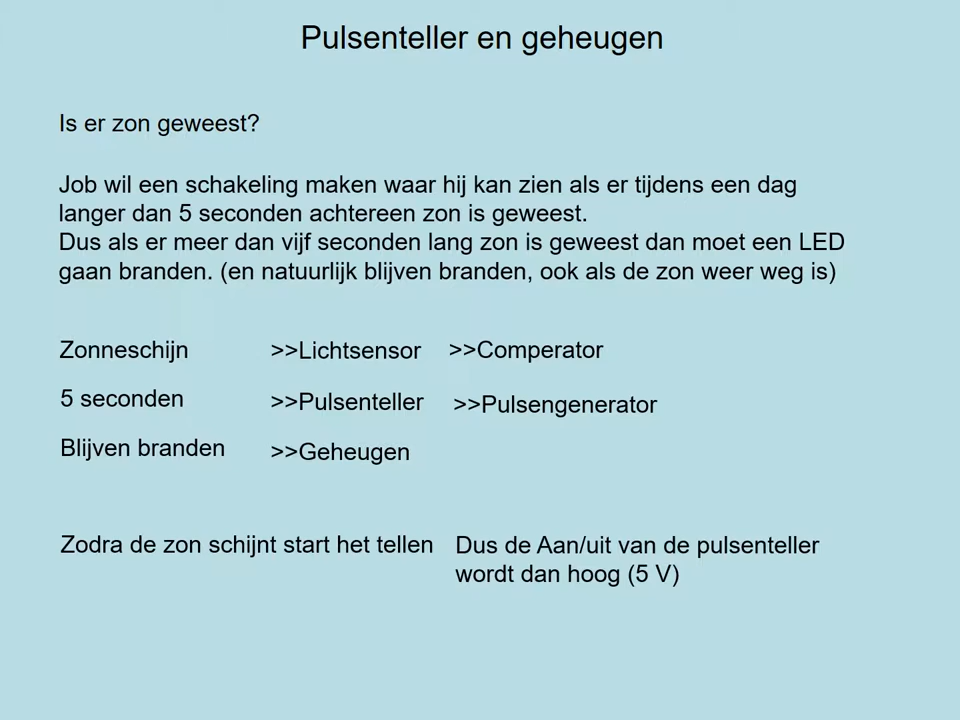 Pulsenteller en geheugen
Is er zon geweest?
Job wil een schakeling maken waar hij kan zien als er tijdens een dag
langer dan 5 seconden achtereen zon is geweest.
Dus als er meer dan vijf seconden lang zon is geweest dan moet een LED
gaan branden. (en natuurlijk blijven branden, ook als de zon weer weg is)
Zonneschijn >>Lichtsensor >>Comperator
5 seconden >>Pulsenteller >>Pulsengenerator
Blijven branden >>Geheugen
Zodra de zon schijnt start het tellen Dus de Aan/uit van de pulsenteller
wordt dan hoog (5 V)